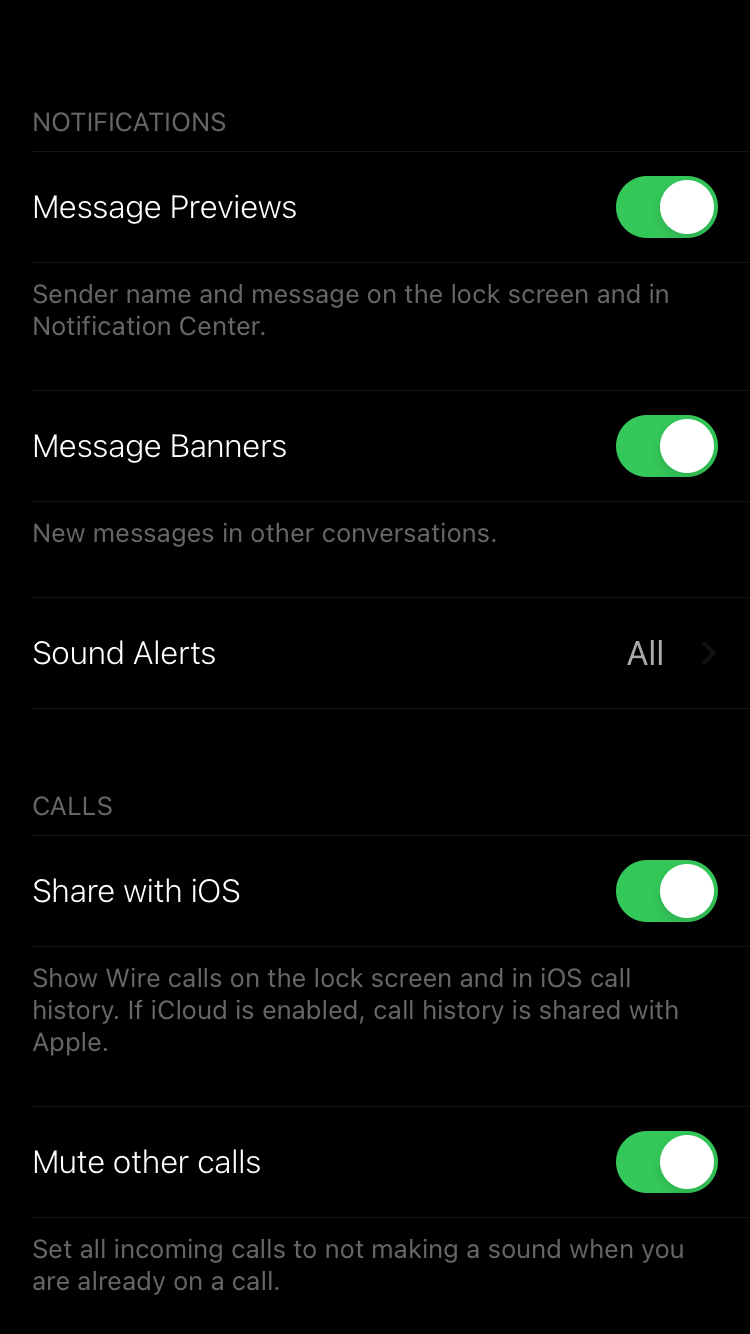 NOTIFICATIONS
Message Previews
Sender name and message on the lock screen and in
Notification Center.
Message Banners
New messages in other conversations.
Sound Alerts All
CALLS
Share with iOS
Show Wire calls on the lock screen and in iOS call
history. If iCloud is enabled, call history is shared with
Apple.
Mute other calls
Set all incoming calls to not making a sound when you
are already on a call.